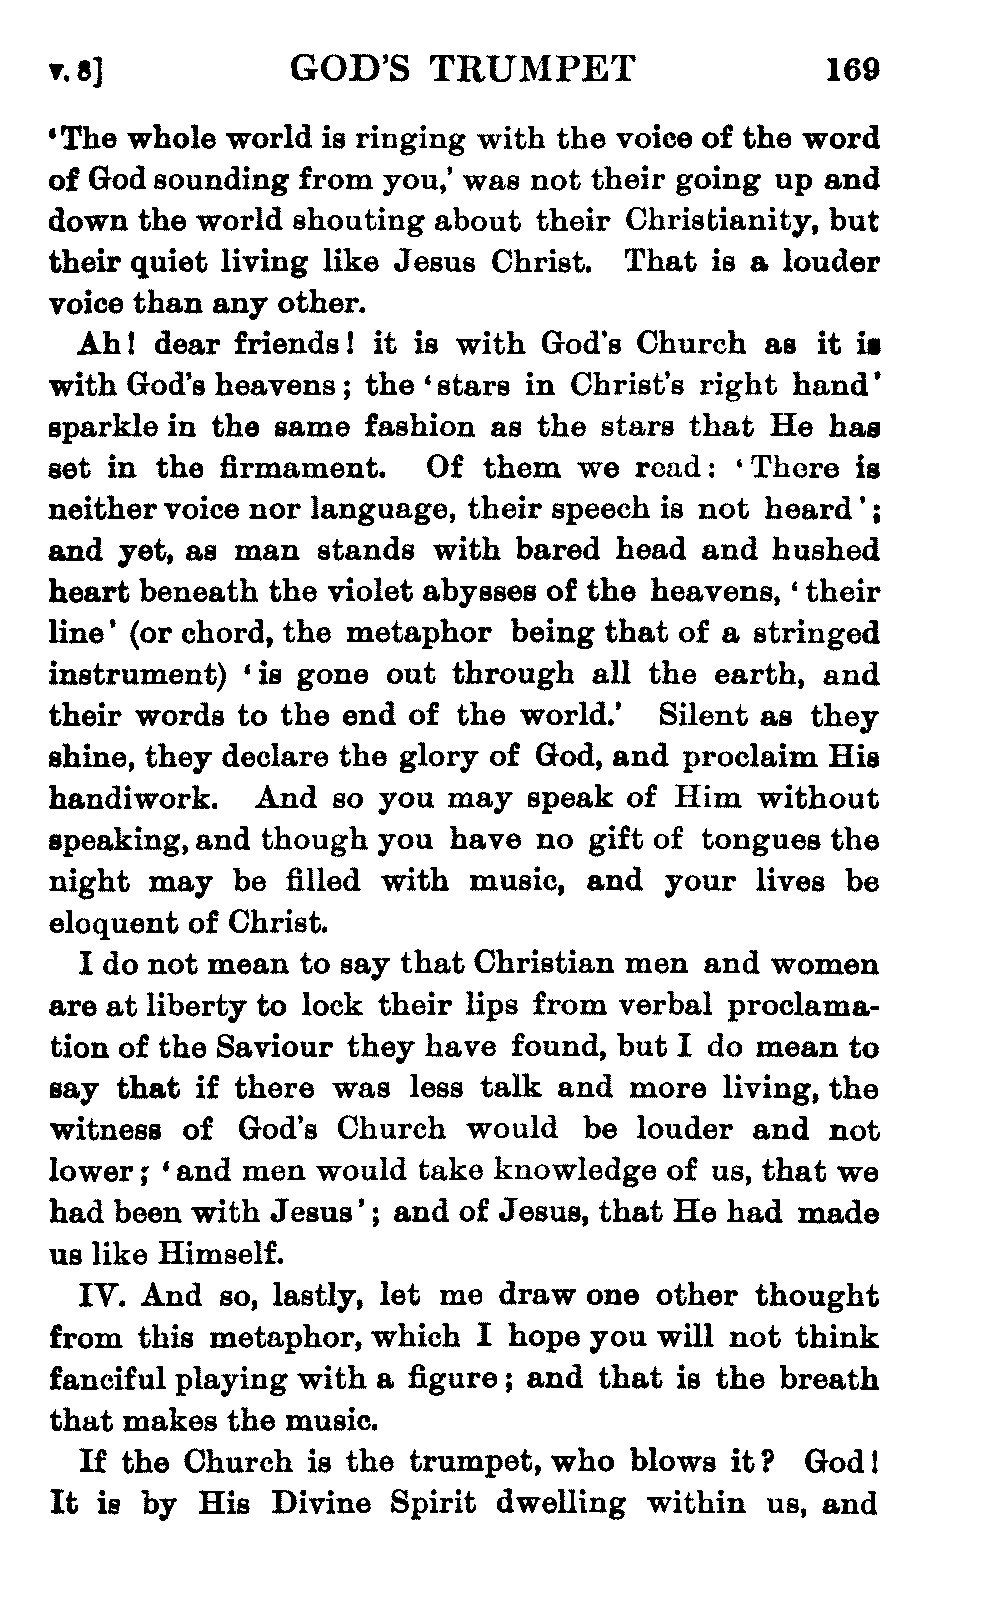 v. 8] GOD'S TRUMPET 169
‘The whole world is ringing with the voice of the word
of God sounding from you,’ was not their going up and
down the world shouting about their Christianity, but
their quiet living like Jesus Christ. That is a louder
voice than any other.
Ah! dear friends! it is with God's Church as it is
with God's heavens; the ‘stars in Christ's right hand’
sparkle in the same fashion as the stars that He has
set in the firmament. Of them we read: ‘There is
neither voice nor language, their speech is not heard’;
and yet, as man stands with bared head and hushed
heart beneath the violet abysses of the heavens, ‘their
line’ (or chord, the metaphor being that of a stringed
instrument) ‘is gone out through all the earth, and
their words to the end of the world.’ Silent as they
shine, they declare the glory of God, and proclaim His
handiwork. And so you may speak of Him without
speaking, and though you have no gift of tongues the
night may be filled with music, and your lives be
eloquent of Christ.
I do not mean to say that Christian men and women
are at liberty to lock their lips from verbal proclama-
tion of the Saviour they have found, but I do mean to
say that if there was less talk and more living, the
witness of God's Church would be louder and not
lower; ‘and men would take knowledge of us, that we
had been with Jesus’; and of Jesus, that He had made
us like Himself.
IV. And so, lastly, let me draw one other thought
from this metaphor, which I hope you will not think
fanciful playing with a figure; and that is the breath
that makes the music.
If the Church is the trumpet, who blows it? God!
It is by His Divine Spirit dwelling within us, and